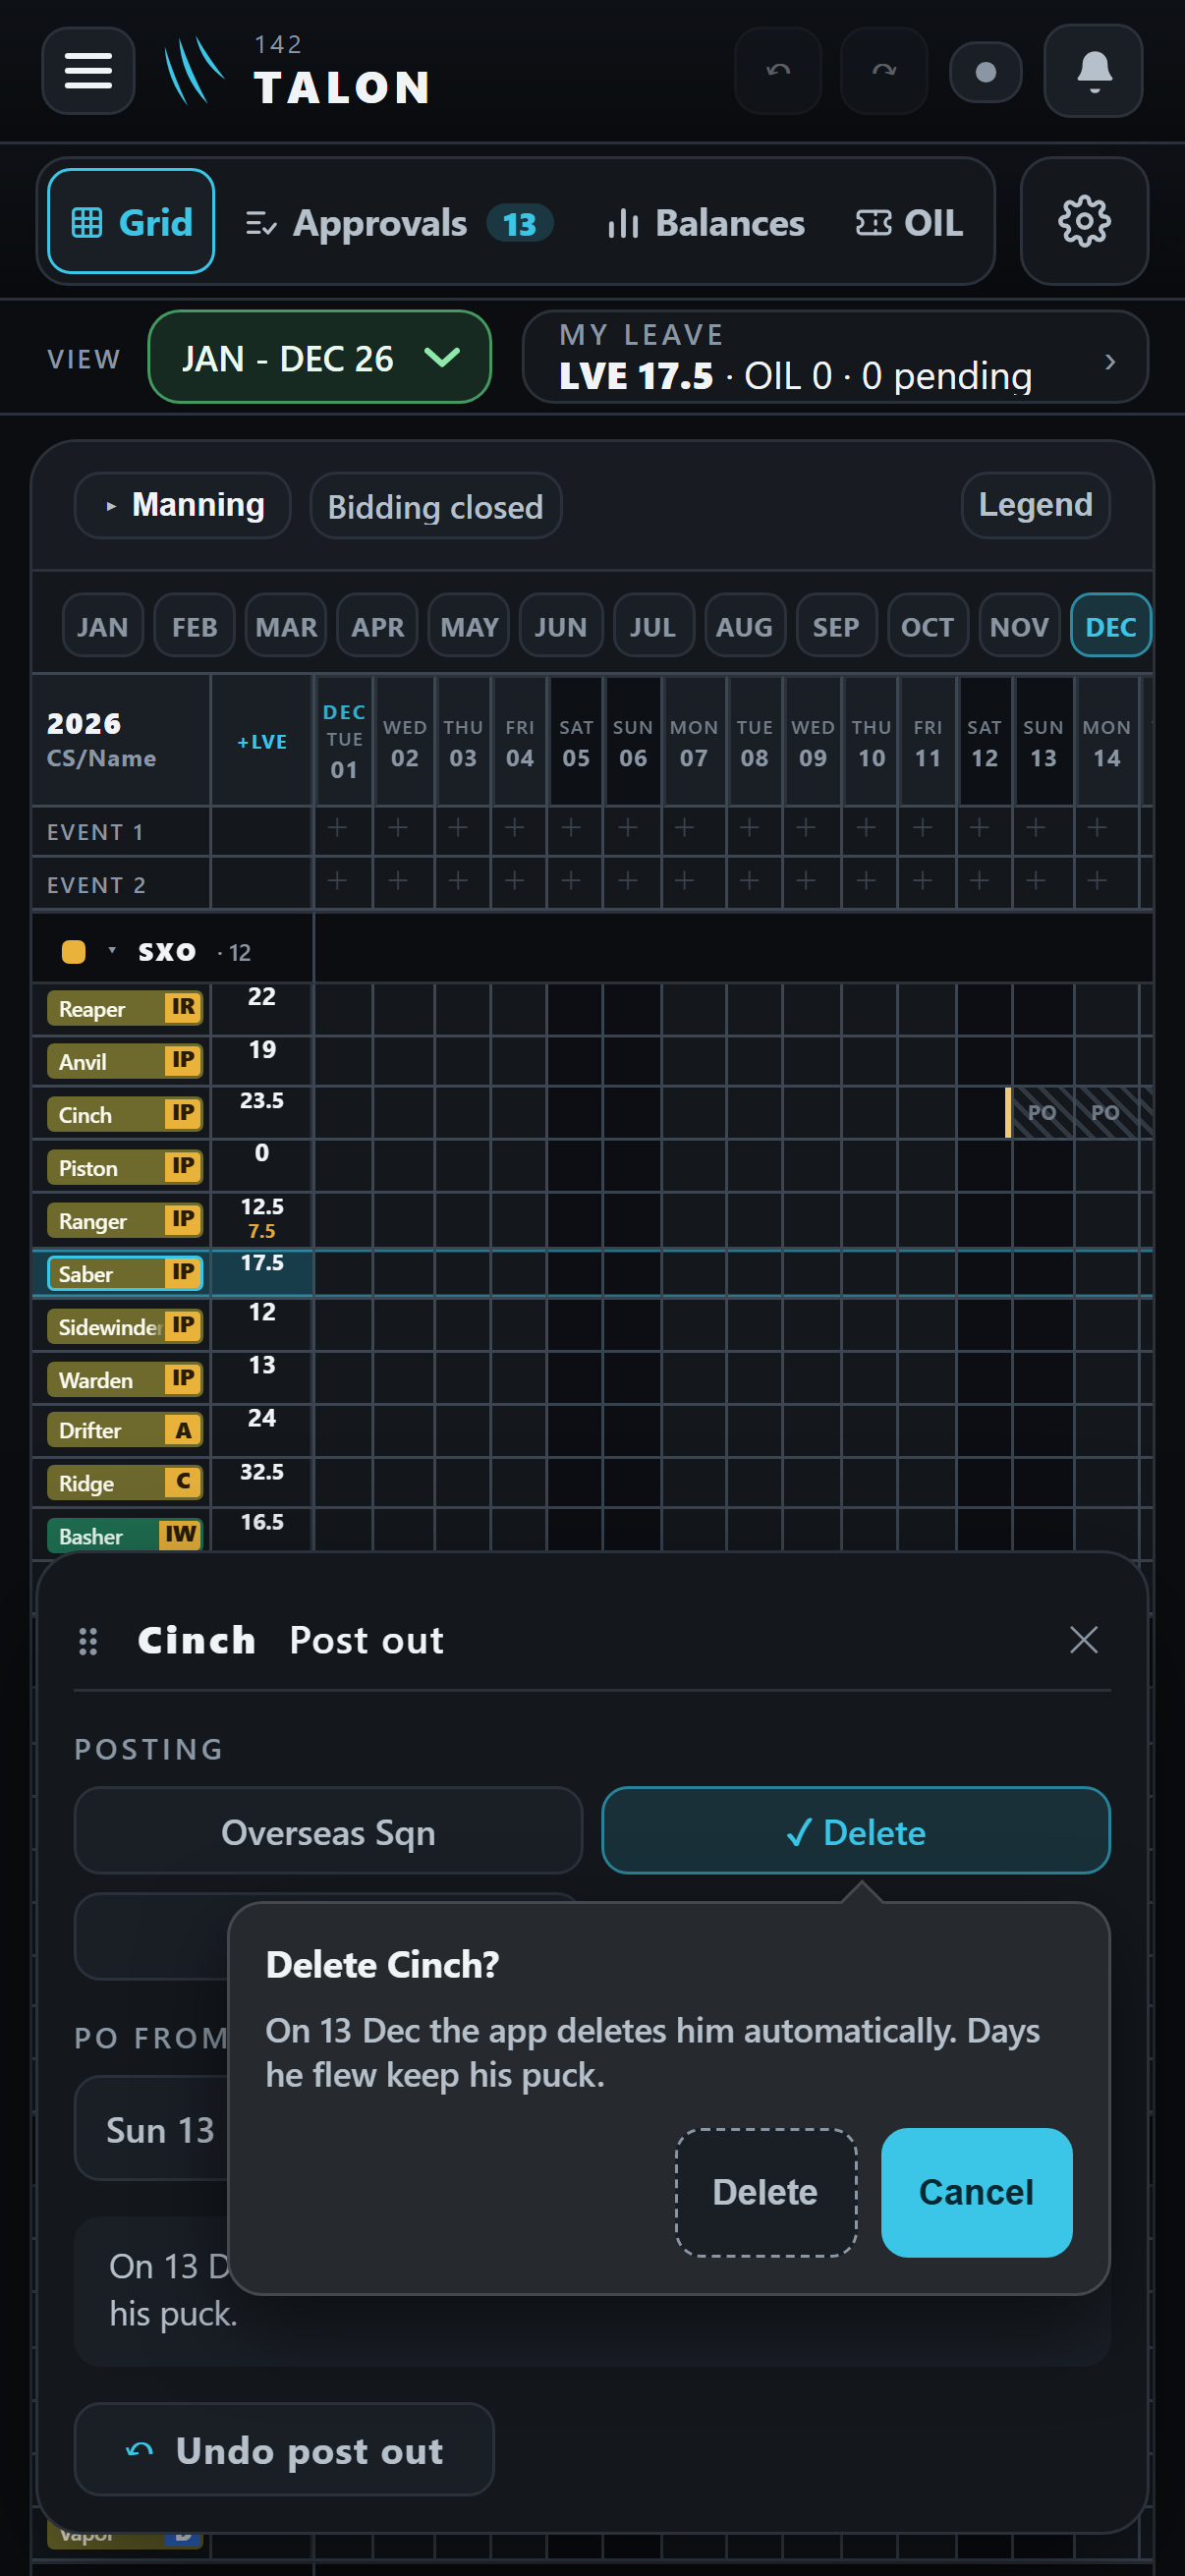 142
TALON
Grid
Approvals 13
Balances
OIL
VIEW
JAN - DEC 26
MY LEAVE
LVE 17.5 · OIL 0 · 0 pending
Manning
Bidding closed
Legend
JAN FEB MAR APR MAY JUN JUL AUG SEP OCT NOV DEC
2026
CS/Name
+LVE
DEC TUE 01
WED 02
THU 03
FRI 04
SAT 05
SUN 06
MON 07
TUE 08
WED 09
THU 10
FRI 11
SAT 12
SUN 13
MON 14
EVENT 1
EVENT 2
SXO · 12
Reaper IR 22
Anvil IP 19
Cinch IP 23.5 PO PO
Piston IP 0
Ranger IP 12.5 7.5
Saber IP 17.5
Sidewinder IP 12
Warden IP 13
Drifter A 24
Ridge C 32.5
Basher IW 16.5
Cinch Post out
POSTING
Overseas Sqn
✓ Delete
Delete Cinch?
On 13 Dec the app deletes him automatically. Days
he flew keep his puck.
Delete
Cancel
PO FROM
Sun 13
On 13 D
his puck.
Undo post out